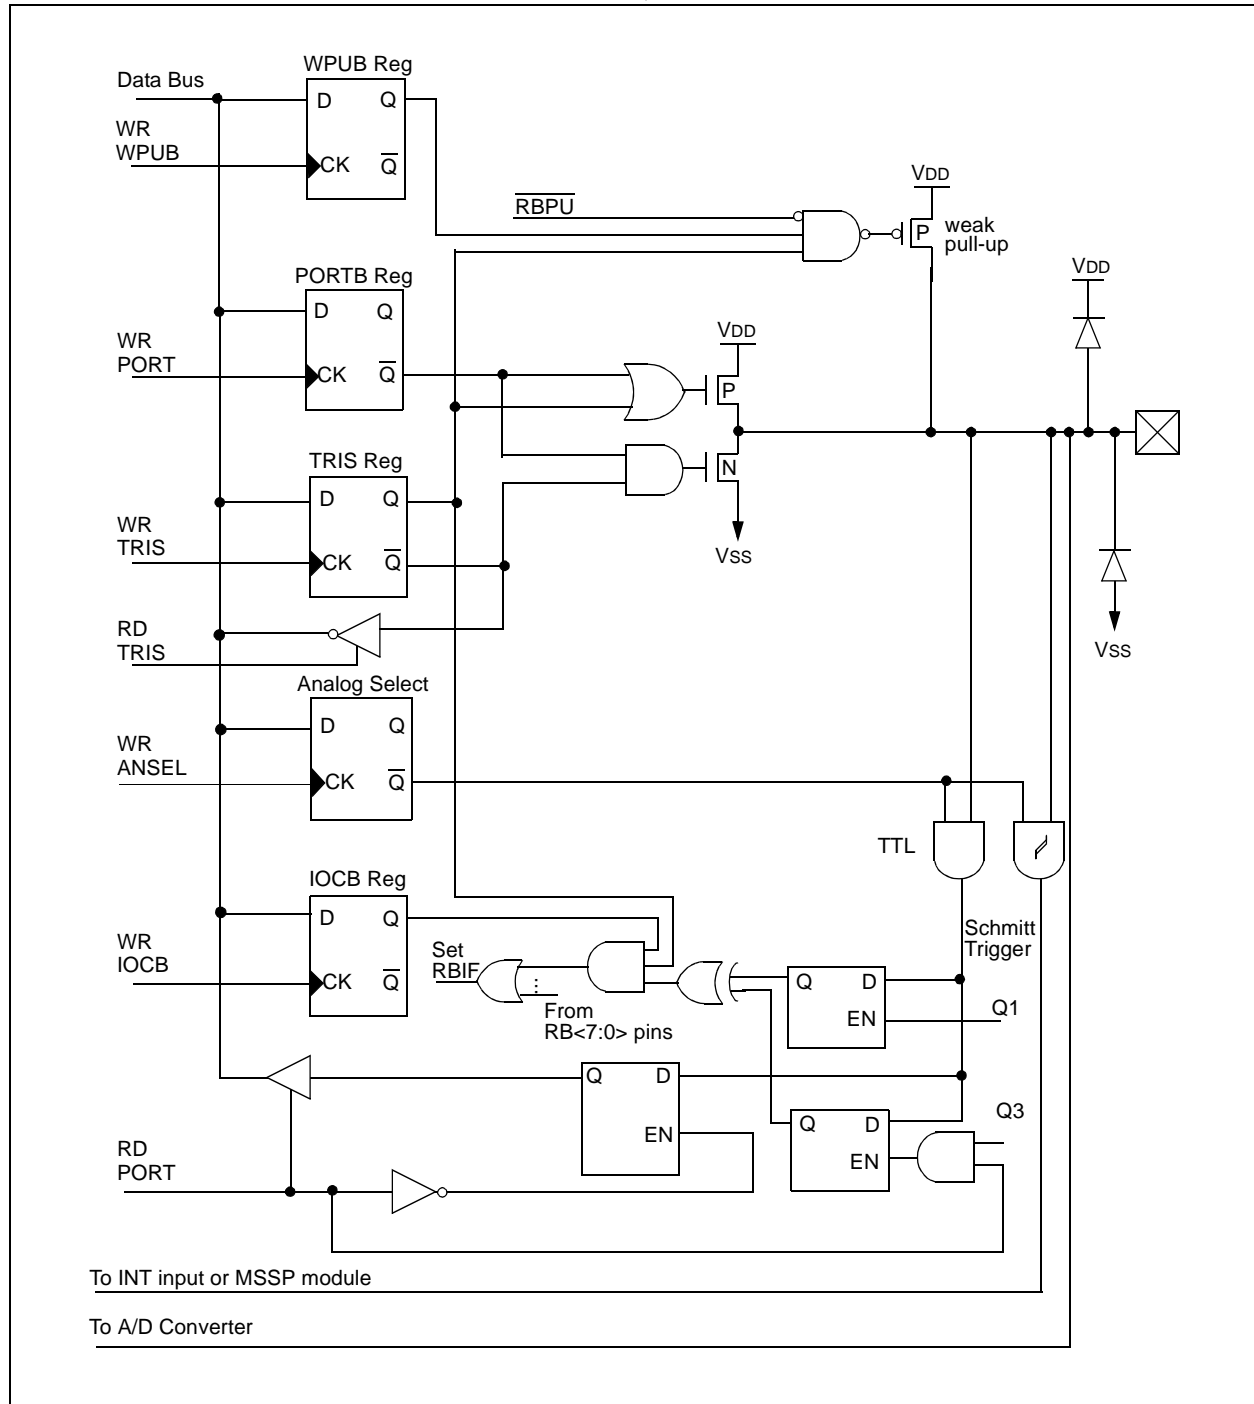 WPUB Reg
Data Bus
D Q
WR
WPUB
CK Q
VDD
RBPU
P
weak
pull-up
VDD
PORTB Reg
D Q
WR
PORT
CK Q
VDD
P
TRIS Reg
N
D Q
WR
TRIS
CK Q
VSS
RD
TRIS
VSS
Analog Select
D Q
WR
ANSEL
CK Q
TTL
IOCB Reg
D Q
Schmitt
Trigger
WR
IOCB
CK Q
Set
RBIF
...
From
RB<7:0> pins
Q D
EN
Q1
Q D
EN
Q3
Q D
EN
RD
PORT
To INT input or MSSP module
To A/D Converter